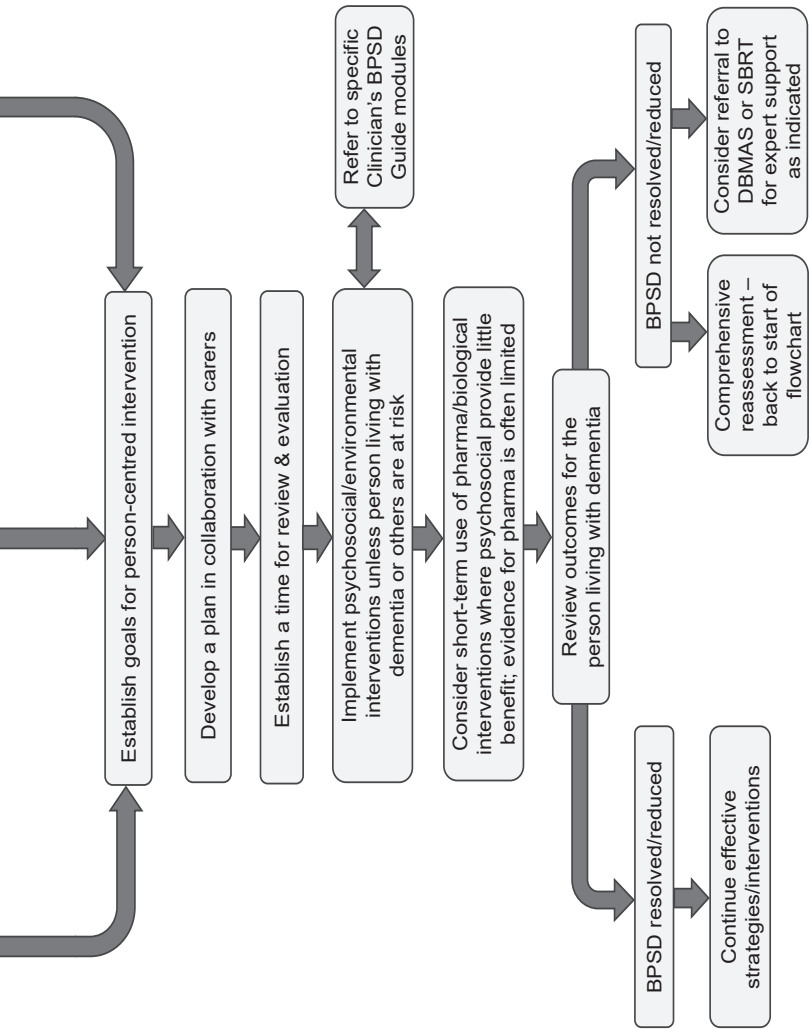 Establish goals for person-centred intervention
Develop a plan in collaboration with carers
Establish a time for review & evaluation
Implement psychosocial/environmental
interventions unless person living with
dementia or others are at risk
Refer to specific
Clinician's BPSD
Guide modules
Consider short-term use of pharma/biological
interventions where psychosocial provide little
benefit; evidence for pharma is often limited
Review outcomes for the
person living with dementia
BPSD resolved/reduced
Continue effective
strategies/interventions
BPSD not resolved/reduced
Comprehensive
reassessment –
back to start of
flowchart
Consider referral to
DBMAS or SBRT
for expert support
as indicated